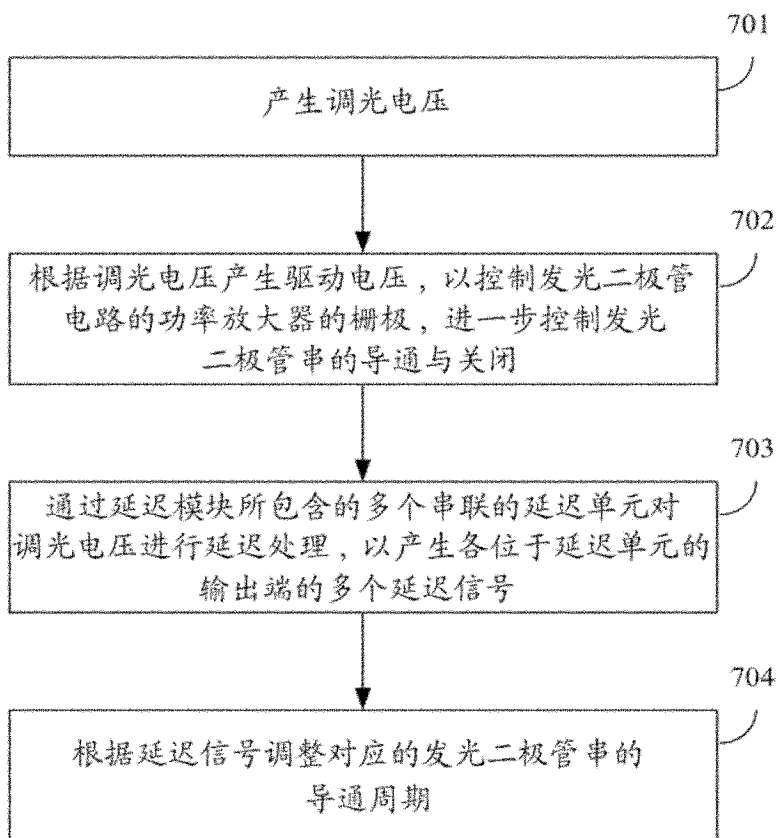 701
产生调光电压
702
根据调光电压产生驱动电压，以控制发光二极管
电路的功率放大器的栅极，进一步控制发光
二极管串的导通与关闭
703
通过延迟模块所包含的多个串联的延迟单元对
调光电压进行延迟处理，以产生各位于延迟单元的
输出端的多个延迟信号
704
根据延迟信号调整对应的发光二极管串的
导通周期